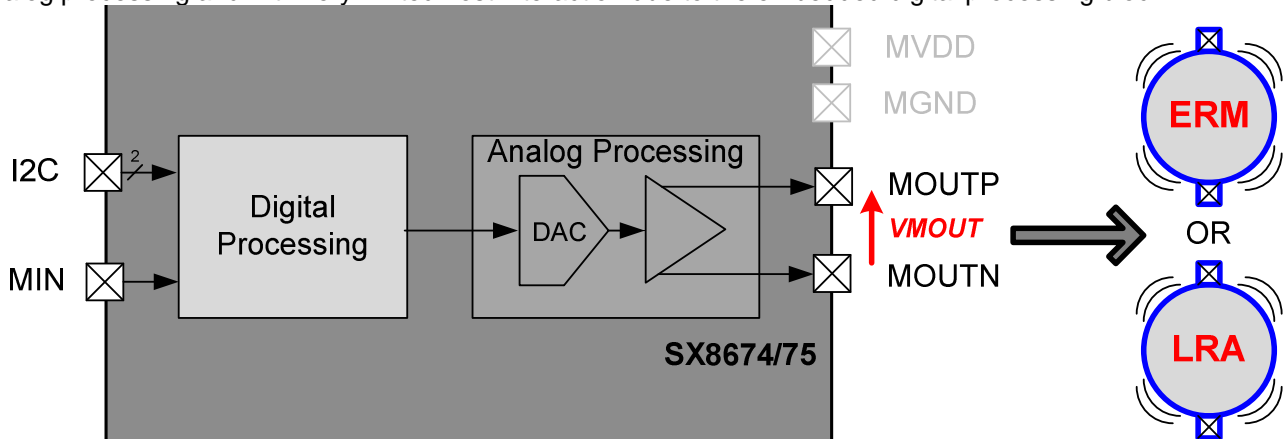 MVDD
MGND
ERM
Analog Processing
I2C
2
Digital
Processing
DAC
MOUTP
VMOUT
MOUTN
OR
MIN
SX8674/75
LRA